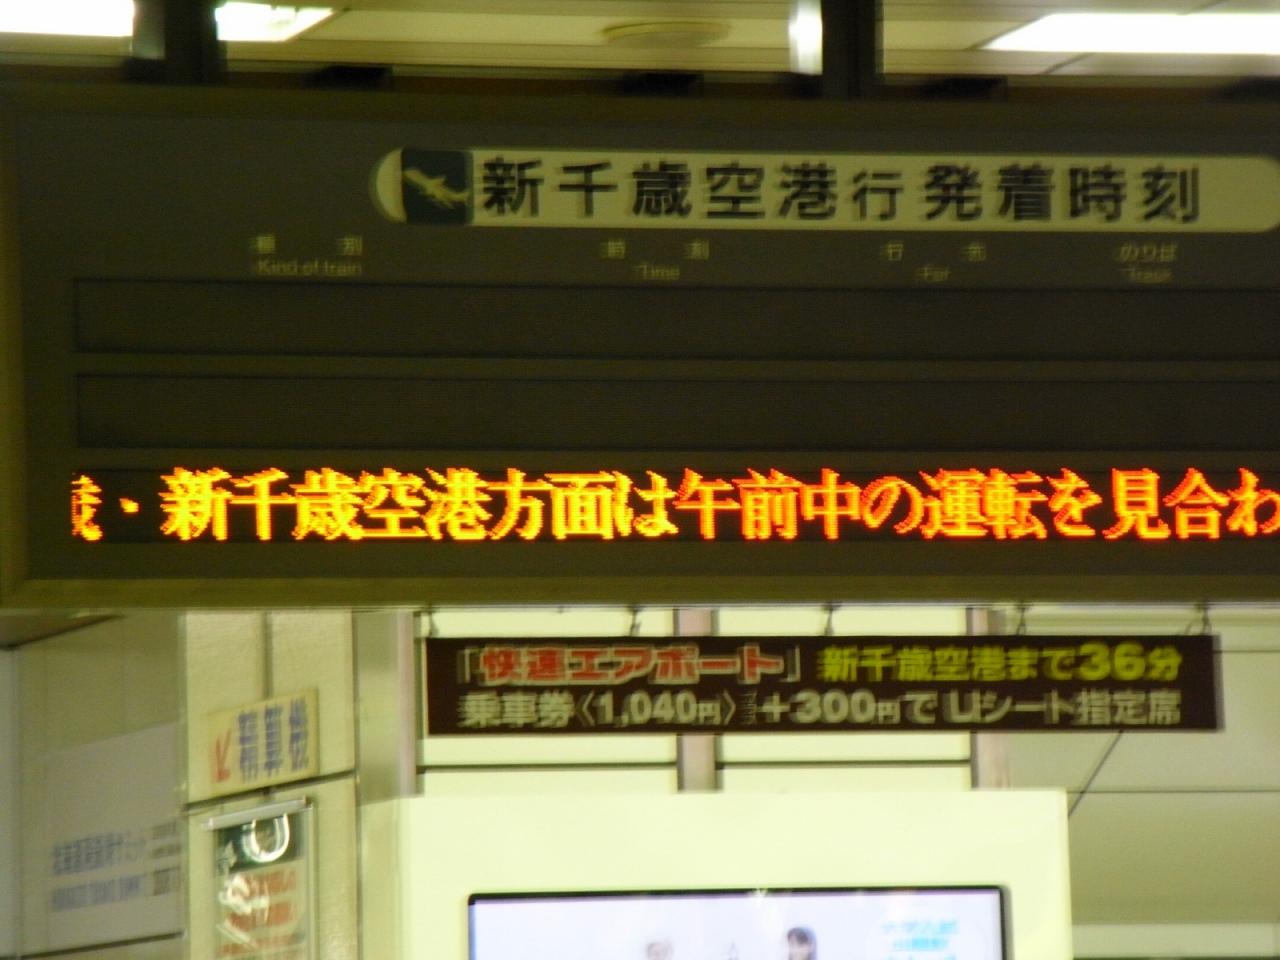 新千歳空港行発着時刻
種別 時刻 行先 のりば
Kind of train Time For Track
歳・新千歳空港方面は午前中の運転を見合わ
「快速エアポート」新千歳空港まで36分
乗車券〈1,040円〉＋300円でuシート指定席
精算機